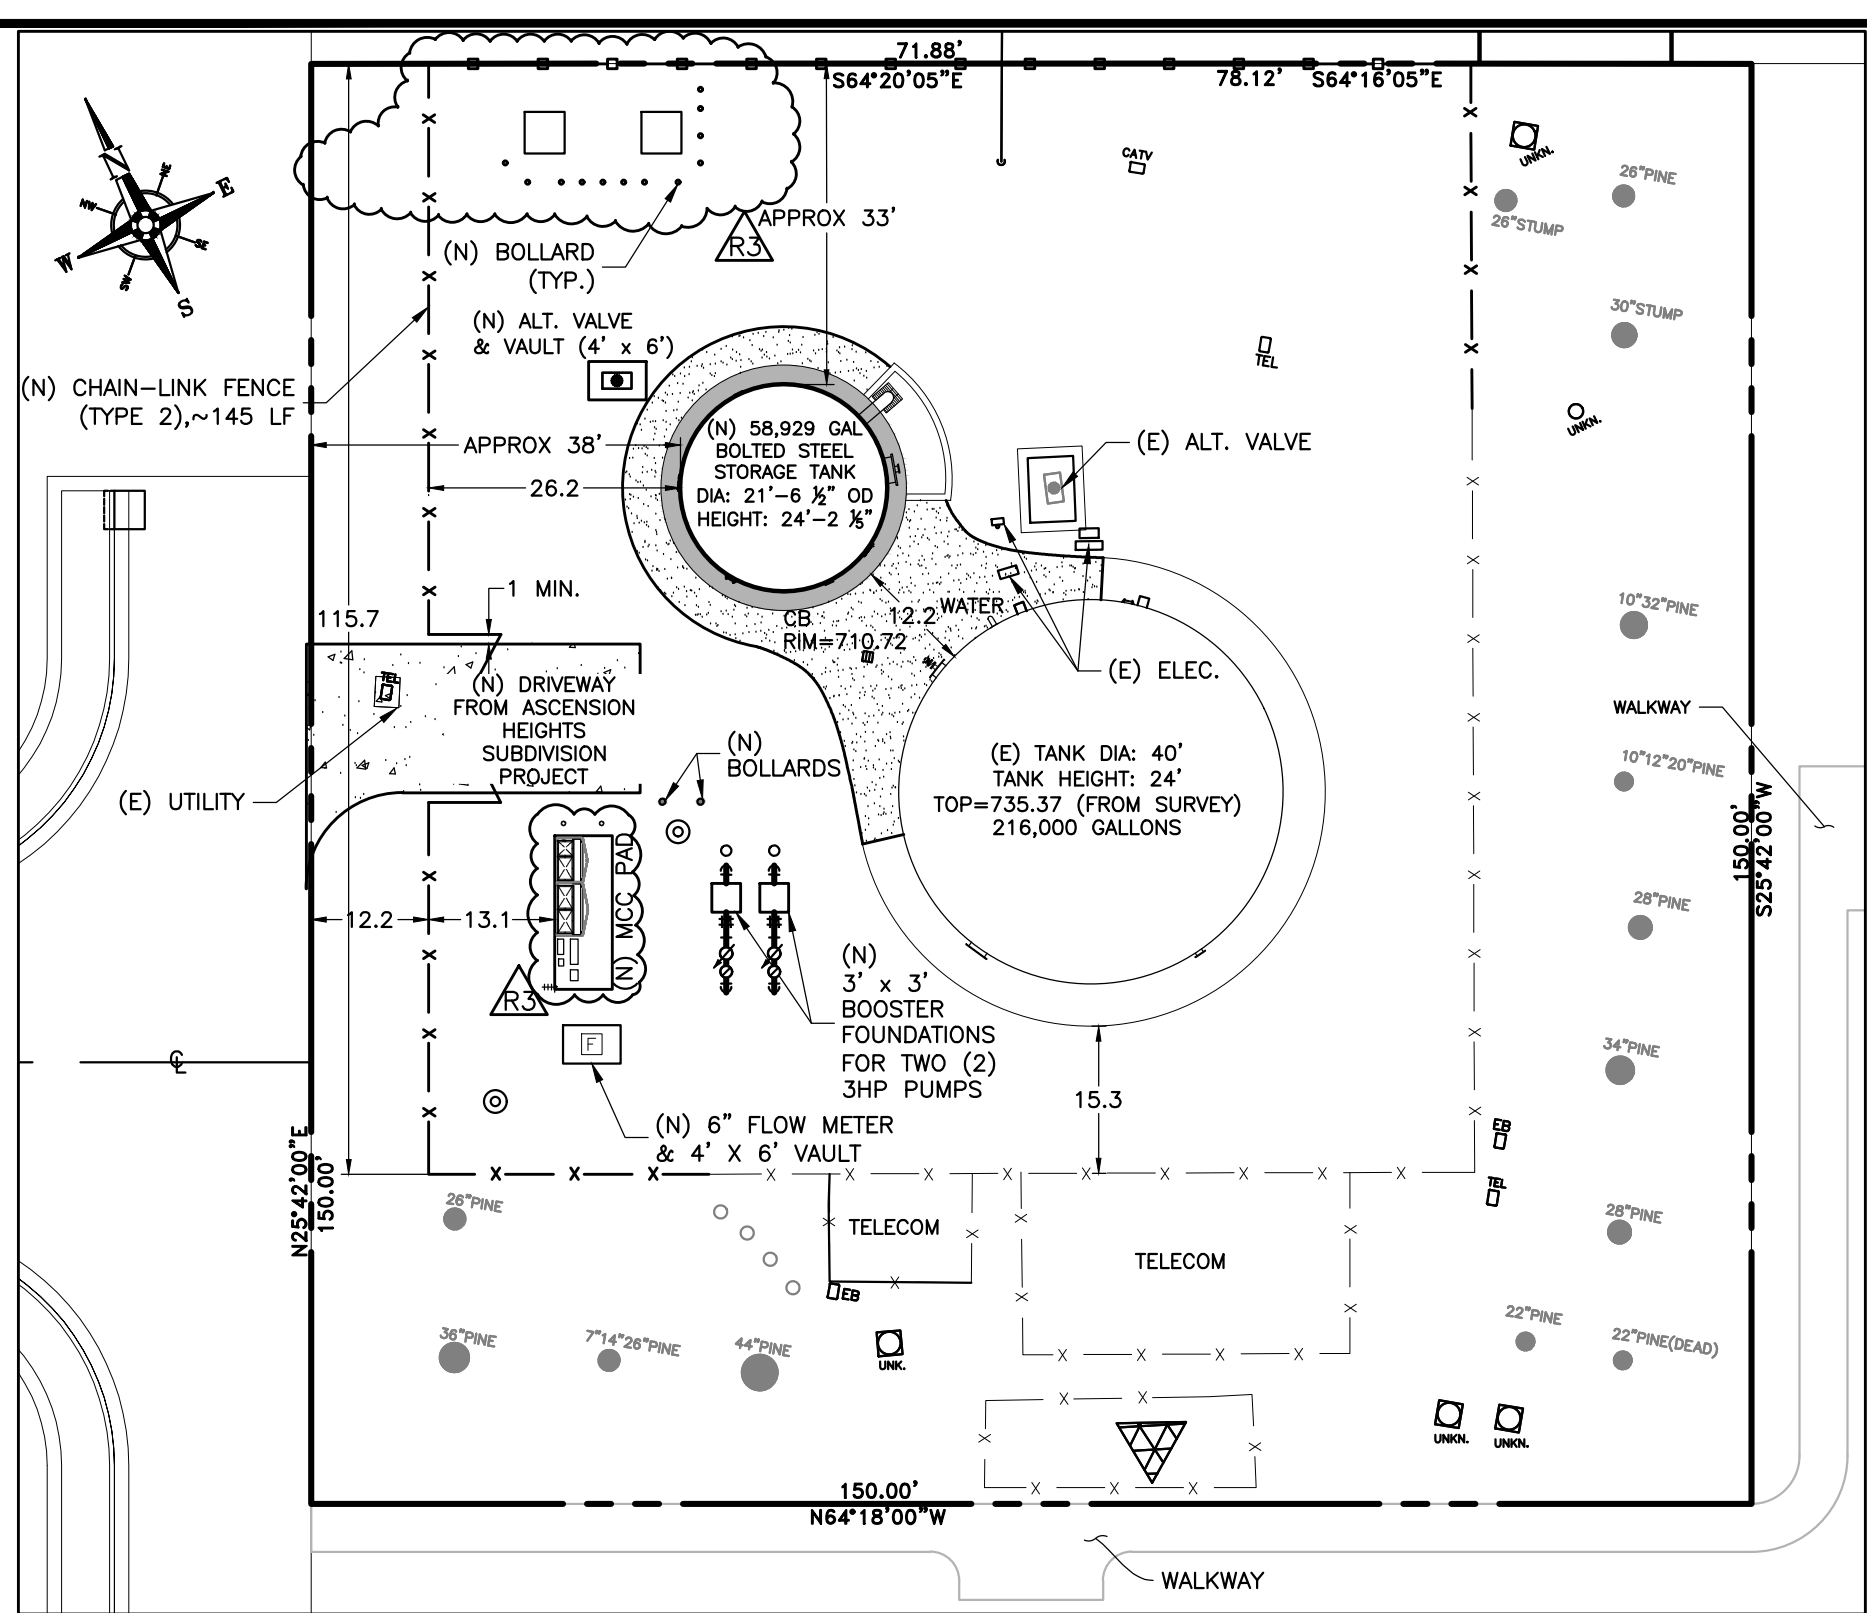 71.88'
S64°20'05"E
78.12'
S64°16'05"E
N
NE
E
SE
S
SW
W
NW
CATV
UNKN.
26"PINE
26"STUMP
APPROX 33'
R3
(N) BOLLARD
(TYP.)
30"STUMP
(N) ALT. VALVE
& VAULT (4' x 6')
TEL
(N) CHAIN-LINK FENCE
(TYPE 2),~145 LF
UNKN.
APPROX 38'
26.2
(N) 58,929 GAL
BOLTED STEEL
STORAGE TANK
DIA: 21'-6 ½" OD
HEIGHT: 24'-2 ⅕"
(E) ALT. VALVE
1 MIN.
115.7
CB
RIM=710.72
12.2
WATER
WH
10"32"PINE
(E) ELEC.
TEL
(N) DRIVEWAY
FROM ASCENSION
HEIGHTS
SUBDIVISION
PROJECT
WALKWAY
(N)
BOLLARDS
(E) UTILITY
(E) TANK DIA: 40'
TANK HEIGHT: 24'
TOP=735.37 (FROM SURVEY)
216,000 GALLONS
10"12"20"PINE
150.00'
S25°42'00"W
(N) MCC PAD
12.2
13.1
28"PINE
R3
(N)
3' x 3'
BOOSTER
FOUNDATIONS
FOR TWO (2)
3HP PUMPS
F
34"PINE
15.3
(N) 6" FLOW METER
& 4' X 6' VAULT
EB
TEL
N25°42'00"E
150.00'
26"PINE
TELECOM
TELECOM
28"PINE
EB
36"PINE
7"14"26"PINE
44"PINE
UNK.
22"PINE
22"PINE(DEAD)
UNKN.
UNKN.
150.00'
N64°18'00"W
WALKWAY